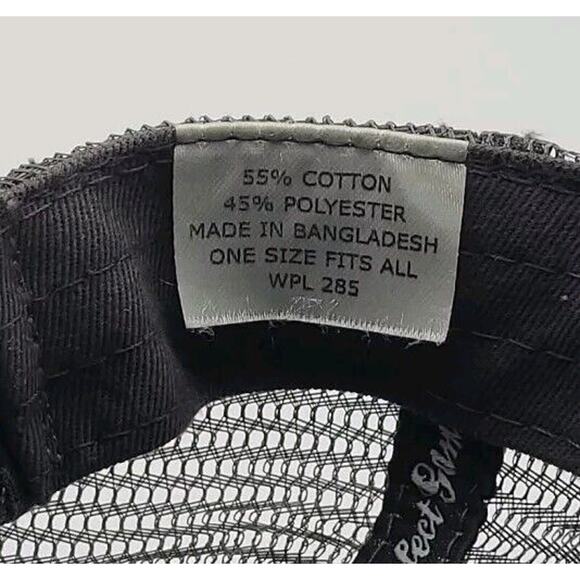 55% COTTON
45% POLYESTER
MADE IN BANGLADESH
ONE SIZE FITS ALL
WPL 285